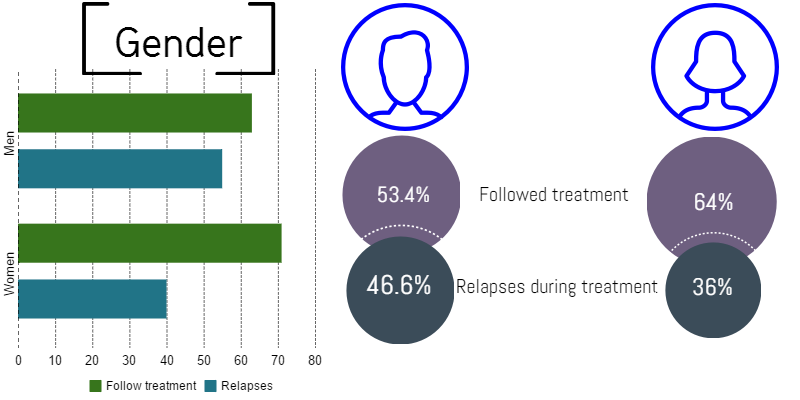 Gender
Men
Women
0 10 20 30 40 50 60 70 80
Follow treatment Relapses
53.4% Followed treatment 64%
46.6% Relapses during treatment 36%